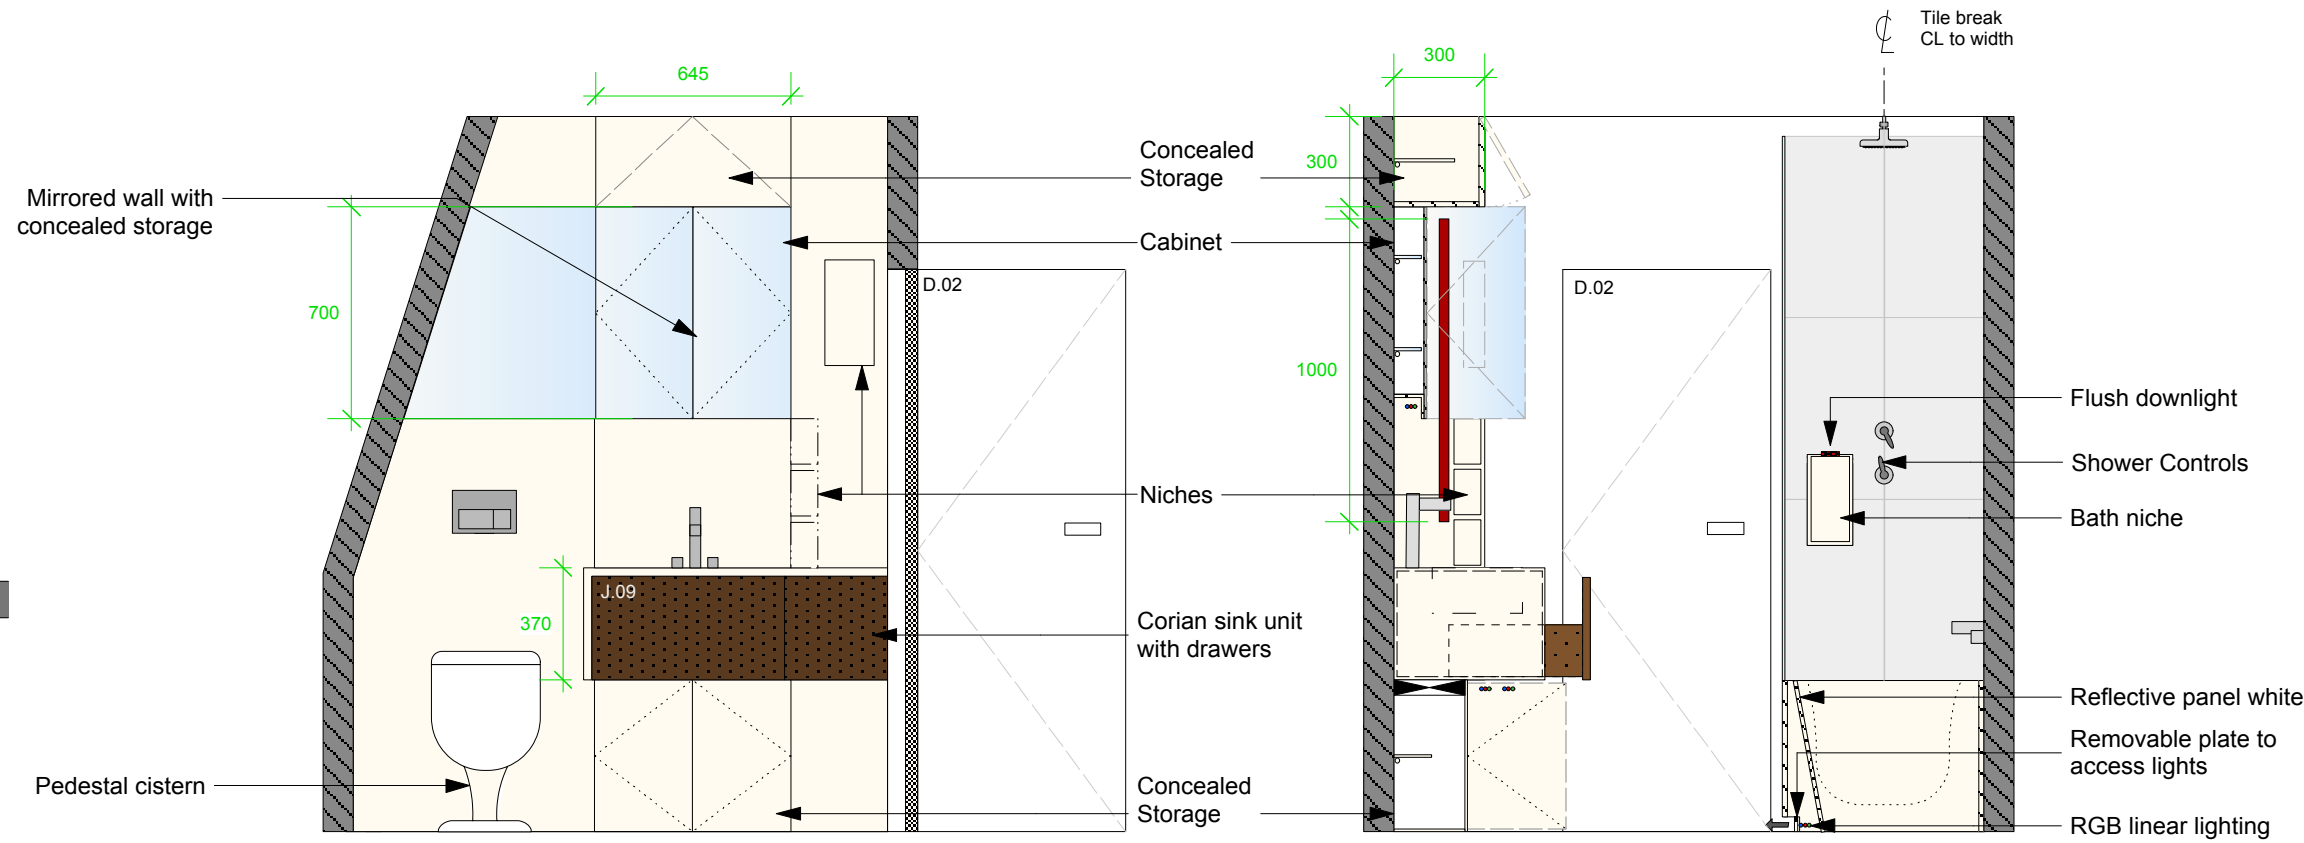 Tile break
CL to width
645
300
Concealed
Storage
300
Mirrored wall with
concealed storage
Cabinet
D.02
D.02
700
1000
Flush downlight
Shower Controls
Niches
Bath niche
J.09
370
Corian sink unit
with drawers
Reflective panel white
Removable plate to
access lights
Pedestal cistern
Concealed
Storage
RGB linear lighting